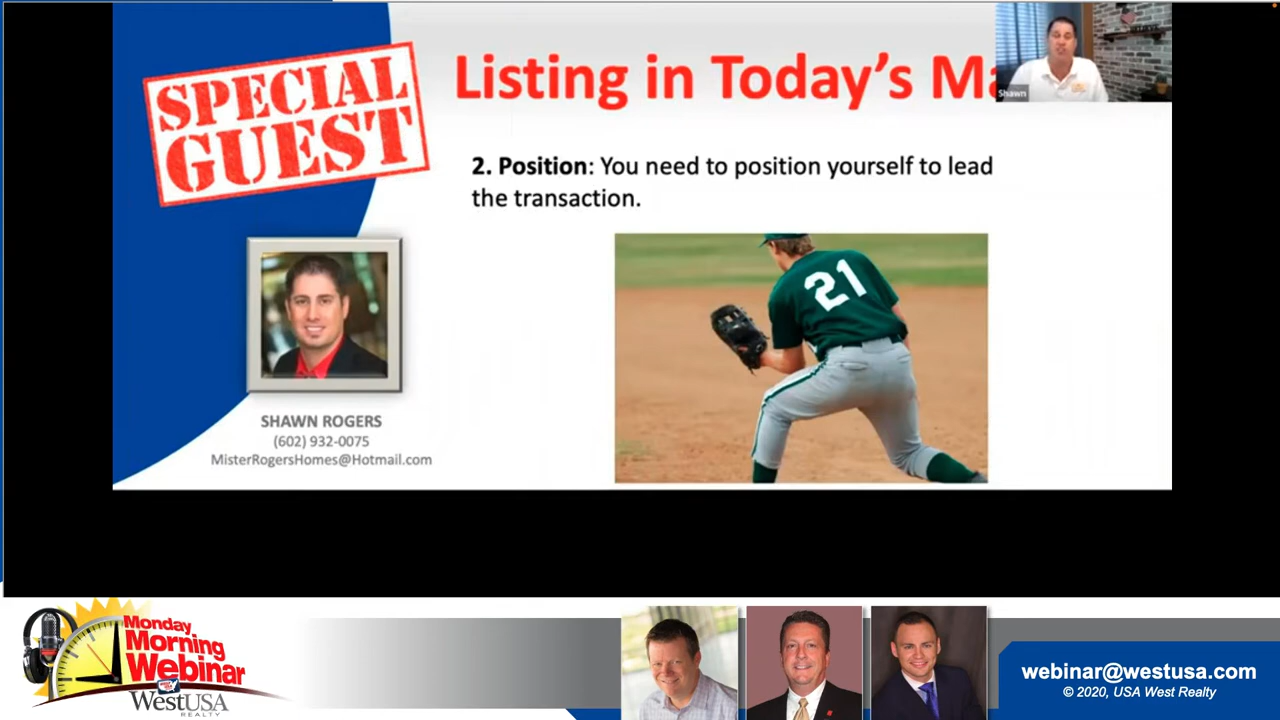 SPECIAL
GUEST
Listing in Today's Ma
Shawn
2. Position: You need to position yourself to lead
the transaction.
21
SHAWN ROGERS
(602) 932-0075
MisterRogersHomes@Hotmail.com
Monday
Morning
Webinar
WestUSA
REALTY
webinar@westusa.com
© 2020, USA West Realty